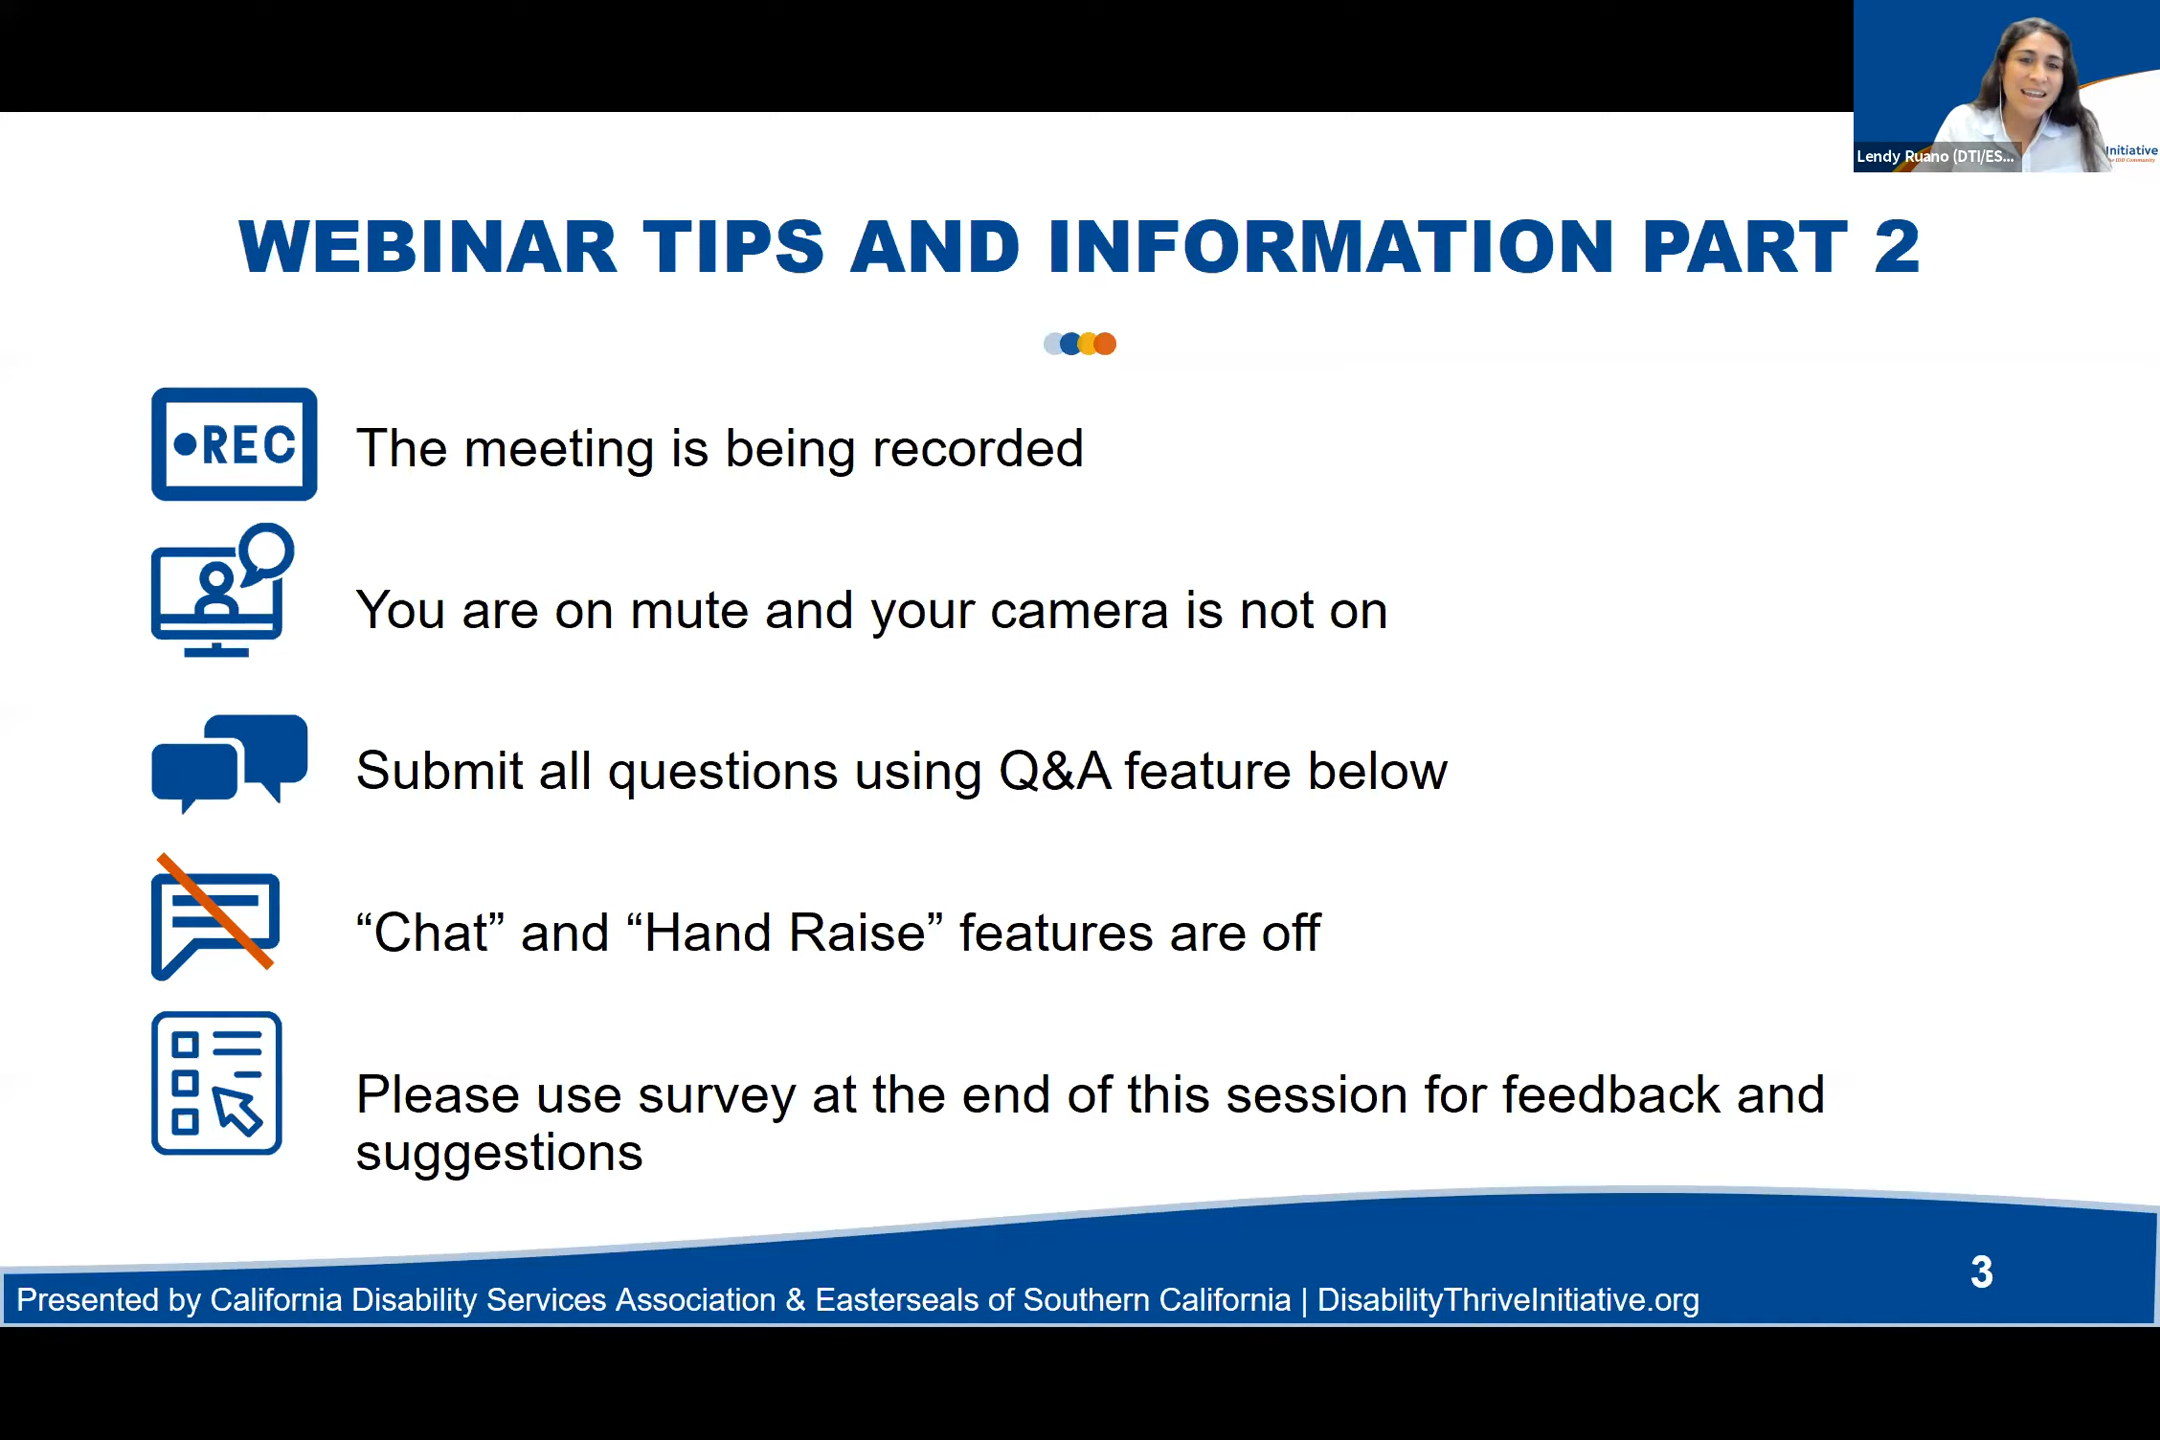 Lendy Ruano (DTI/ES...
Initiative
WEBINAR TIPS AND INFORMATION PART 2
REC
The meeting is being recorded
You are on mute and your camera is not on
Submit all questions using Q&A feature below
“Chat” and “Hand Raise” features are off
Please use survey at the end of this session for feedback and
suggestions
3
Presented by California Disability Services Association & Easterseals of Southern California | DisabilityThriveInitiative.org